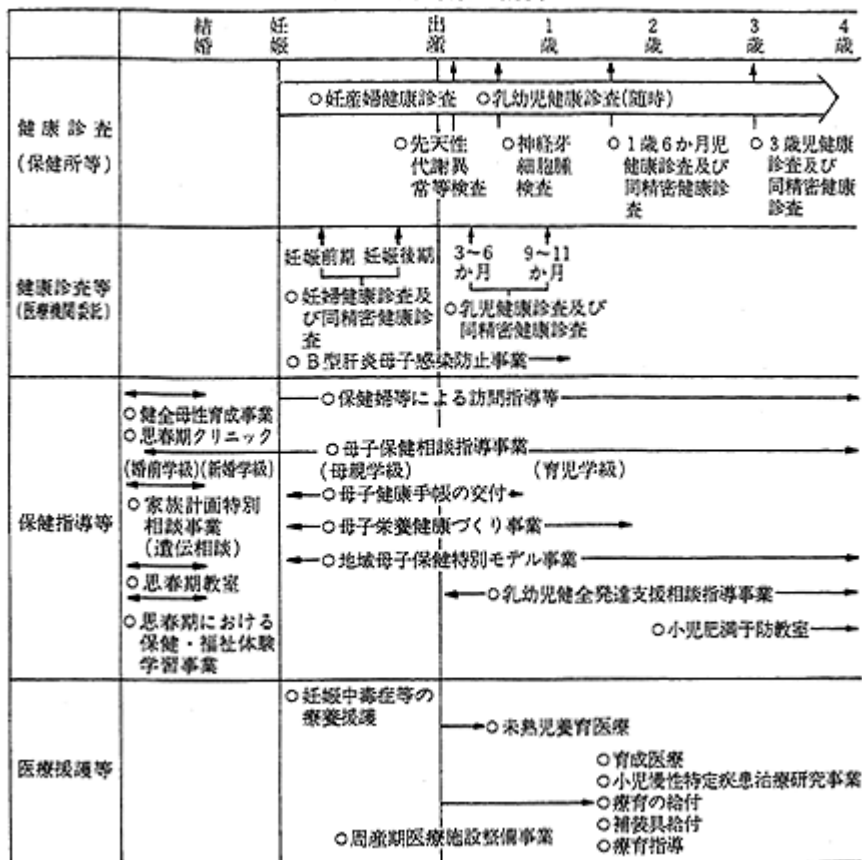 結婚 妊娠 出産 1歳 2歳 3歳 4歳
健康診査
(保健所等)
○妊産婦健康診査 ○乳幼児健康診査(随時)
○先天性
代謝異
常等検査
○神経芽
細胞腫
検査
○1歳6か月児
健康診査及び
同精密健康診
査
○3歳児健康
診査及び
同精密健康
診査
健康診査等
(医療機関委託)
妊娠前期 妊娠後期
3~6
か月
9~11
か月
○妊婦健康診査及
び同精密健康診
査
○乳児健康診査及び
同精密健康診査
○B型肝炎母子感染防止事業
保健指導等
○健全母性育成事業
○思春期クリニック
(婚前学級)(新婚学級)
○家族計画特別
相談事業
(遺伝相談)
○思春期教室
○思春期における
保健・福祉体験
学習事業
○保健婦等による訪問指導等
○母子保健相談指導事業
(母親学級) (育児学級)
○母子健康手帳の交付
○母子栄養健康づくり事業
○地域母子保健特別モデル事業
○乳幼児健全発達支援相談指導事業
○小児肥満予防教室
医療援護等
○妊娠中毒症等の
療養援護
○未熟児養育医療
○育成医療
○小児慢性特定疾患治療研究事業
○療育の給付
○補装具給付
○療育指導
○周産期医療施設整備事業